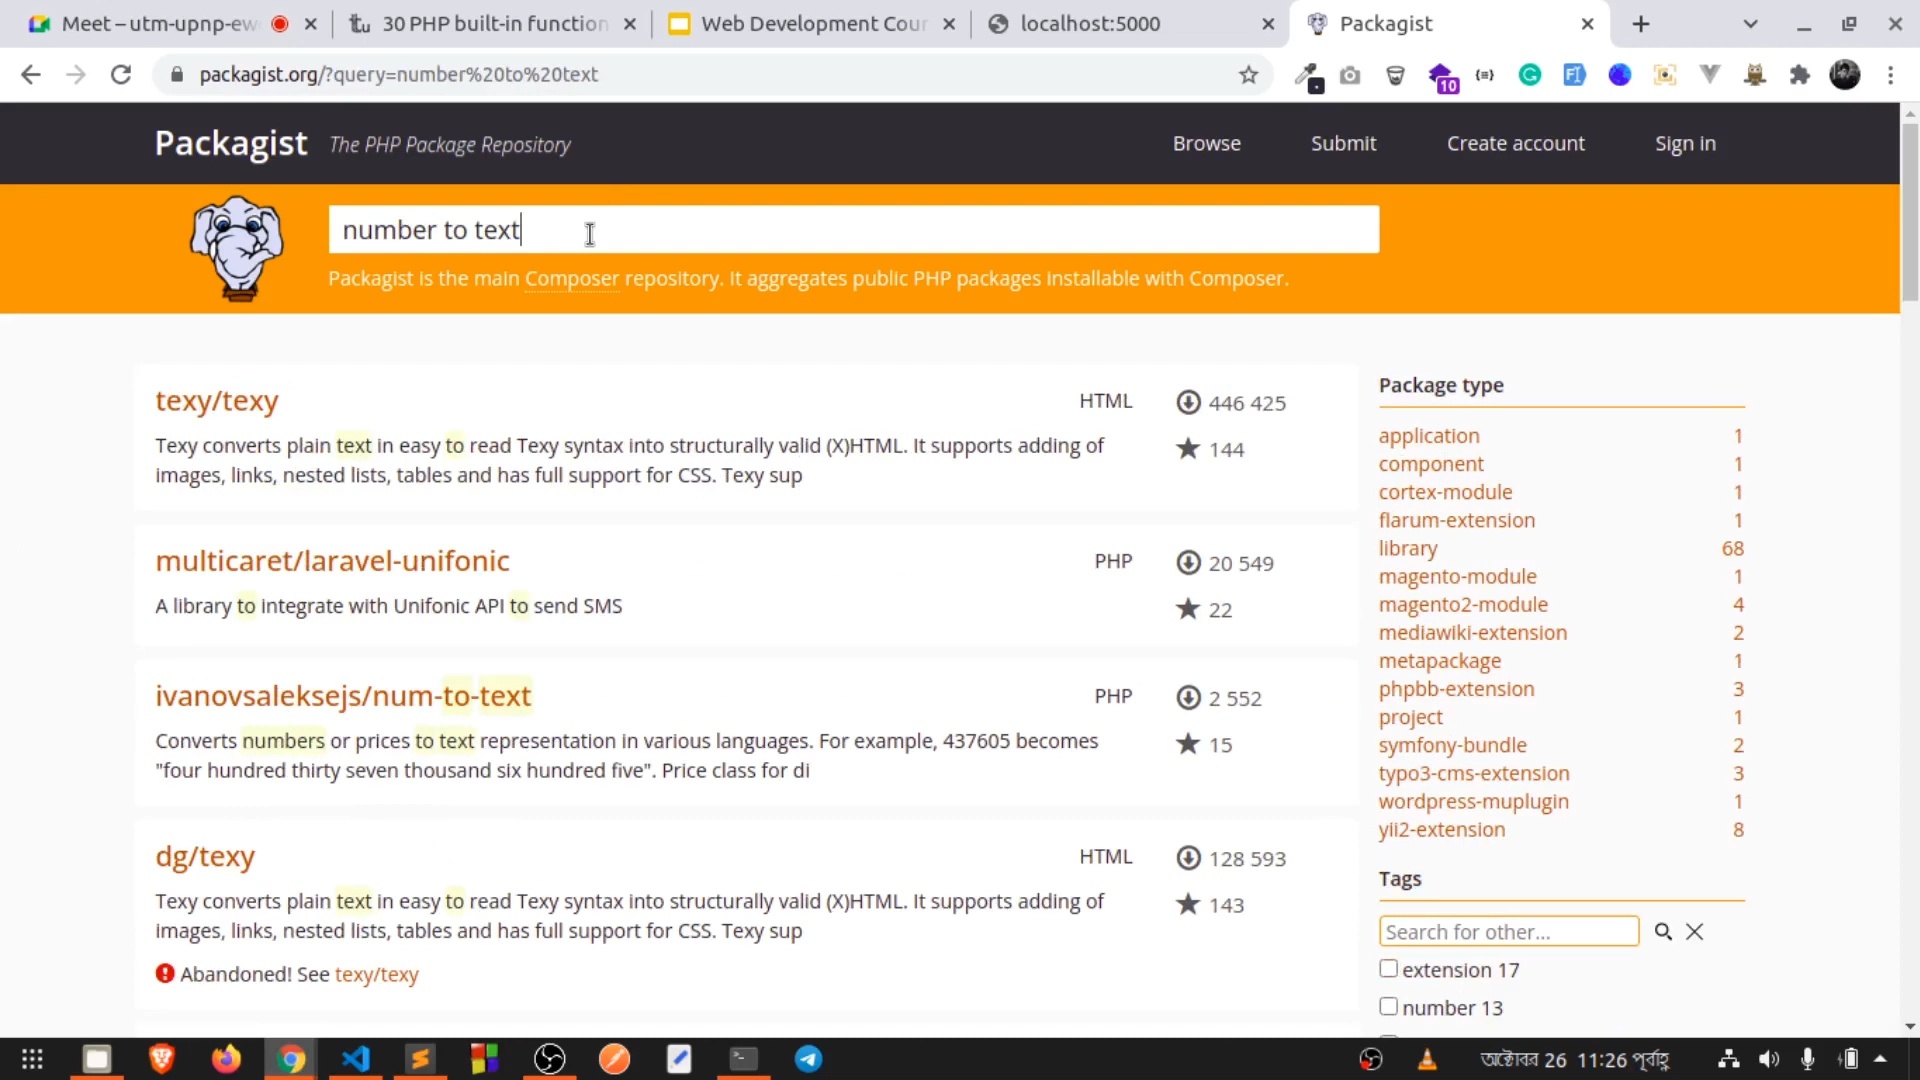 Meet – utm-upnp-ew
30 PHP built-in function
Web Development Cour
localhost:5000
Packagist
packagist.org/?query=number%20to%20text
10
Packagist
The PHP Package Repository
Browse
Submit
Create account
Sign in
number to text
Packagist is the main Composer repository. It aggregates public PHP packages installable with Composer.
texy/texy
HTML
446 425
Texy converts plain text in easy to read Texy syntax into structurally valid (X)HTML. It supports adding of
images, links, nested lists, tables and has full support for CSS. Texy sup
144
multicaret/laravel-unifonic
PHP
20 549
A library to integrate with Unifonic API to send SMS
22
ivanovsaleksejs/num-to-text
PHP
2 552
Converts numbers or prices to text representation in various languages. For example, 437605 becomes
"four hundred thirty seven thousand six hundred five". Price class for di
15
dg/texy
HTML
128 593
Texy converts plain text in easy to read Texy syntax into structurally valid (X)HTML. It supports adding of
images, links, nested lists, tables and has full support for CSS. Texy sup
143
Abandoned! See texy/texy
Package type
application 1
component 1
cortex-module 1
flarum-extension 1
library 68
magento-module 1
magento2-module 4
mediawiki-extension 2
metapackage 1
phpbb-extension 3
project 1
symfony-bundle 2
typo3-cms-extension 3
wordpress-muplugin 1
yii2-extension 8
Tags
Search for other...
extension 17
number 13
অক্টোবর 26 11:26 পূর্বাহ্ণ